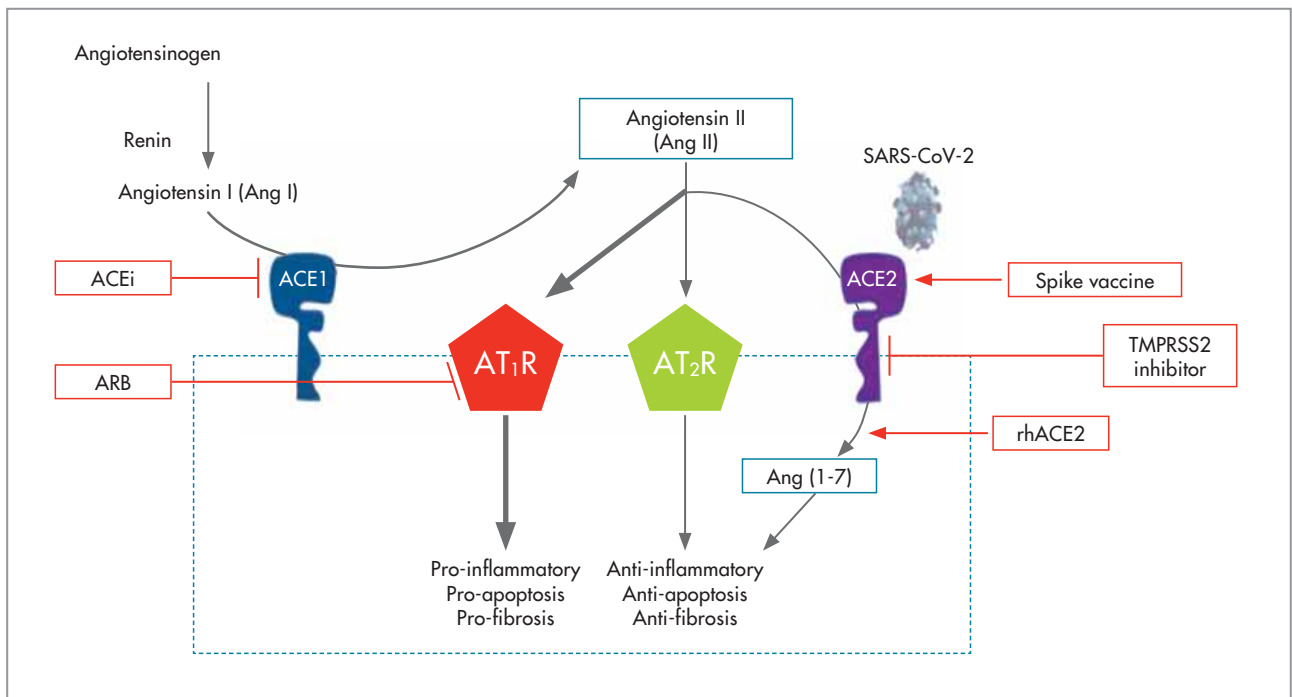 Angiotensinogen
Renin
Angiotensin I (Ang I)
Angiotensin II
(Ang II)
SARS-CoV-2
ACEi
ACE1
ACE2
Spike vaccine
TMPRSS2
inhibitor
ARB
AT₁R
AT₂R
rhACE2
Ang (1-7)
Pro-inflammatory
Pro-apoptosis
Pro-fibrosis
Anti-inflammatory
Anti-apoptosis
Anti-fibrosis